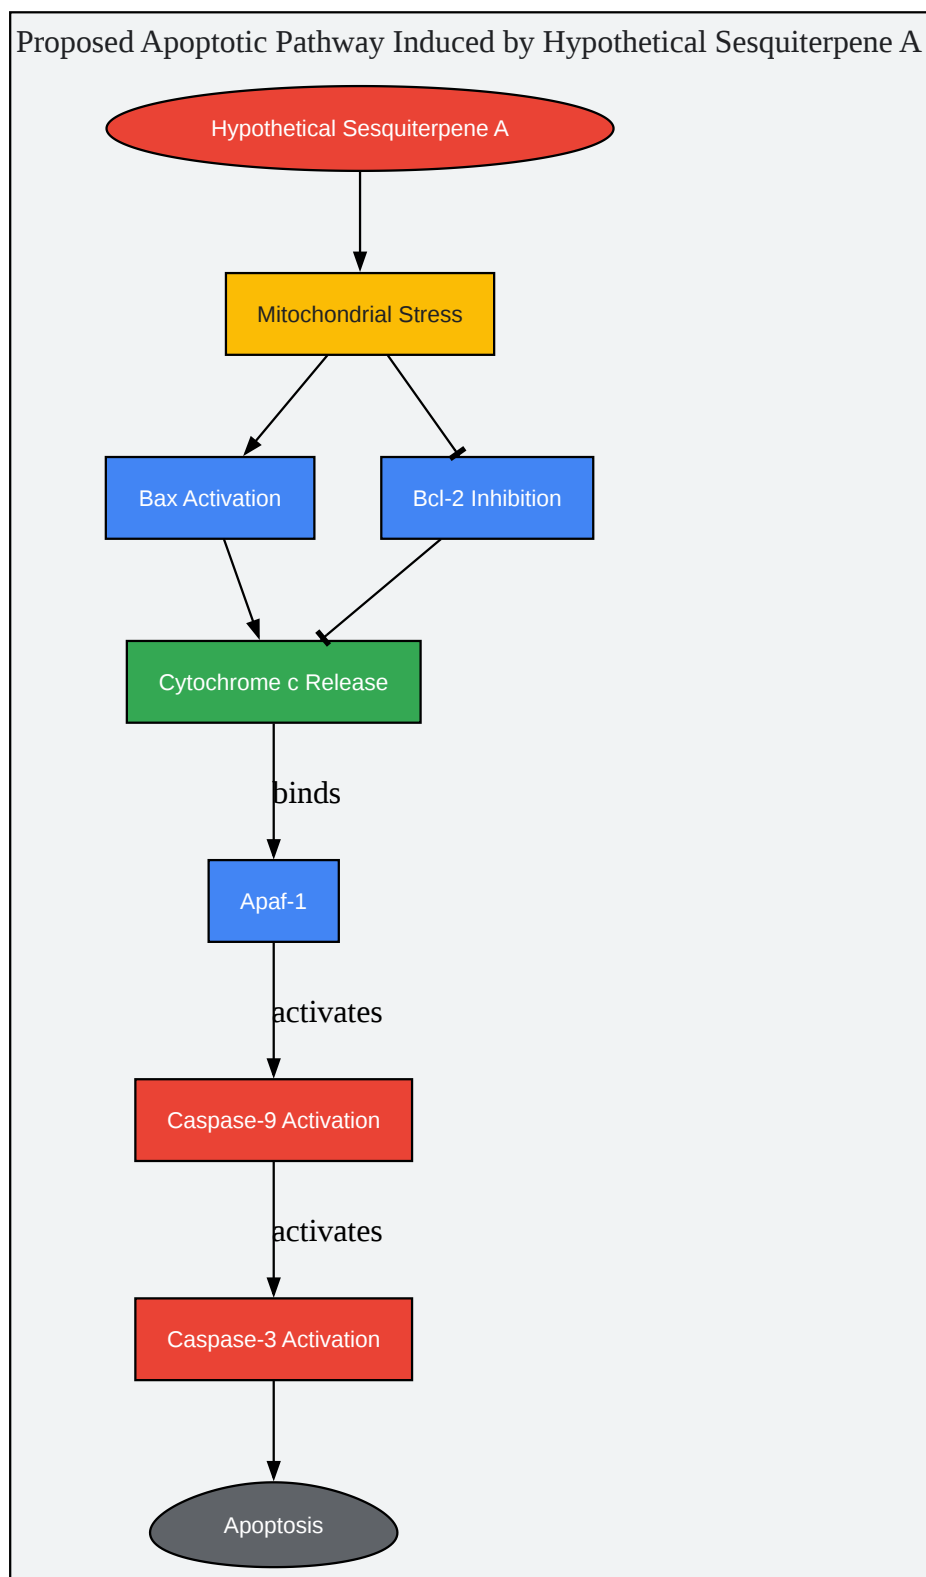 Proposed Apoptotic Pathway Induced by Hypothetical Sesquiterpene A
Hypothetical Sesquiterpene A
Mitochondrial Stress
Bax Activation
Bcl-2 Inhibition
Cytochrome c Release
binds
Apaf-1
activates
Caspase-9 Activation
activates
Caspase-3 Activation
Apoptosis